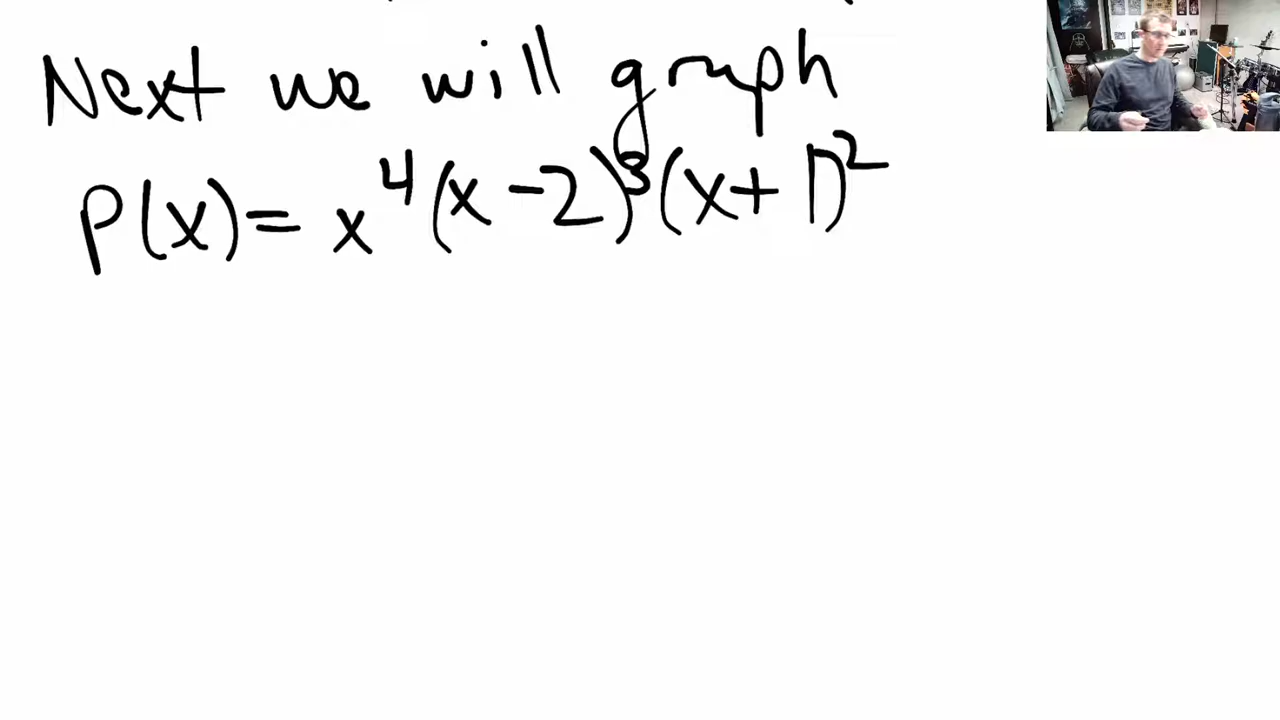 Next we will graph
P(x) = x⁴(x-2)³(x+1)²